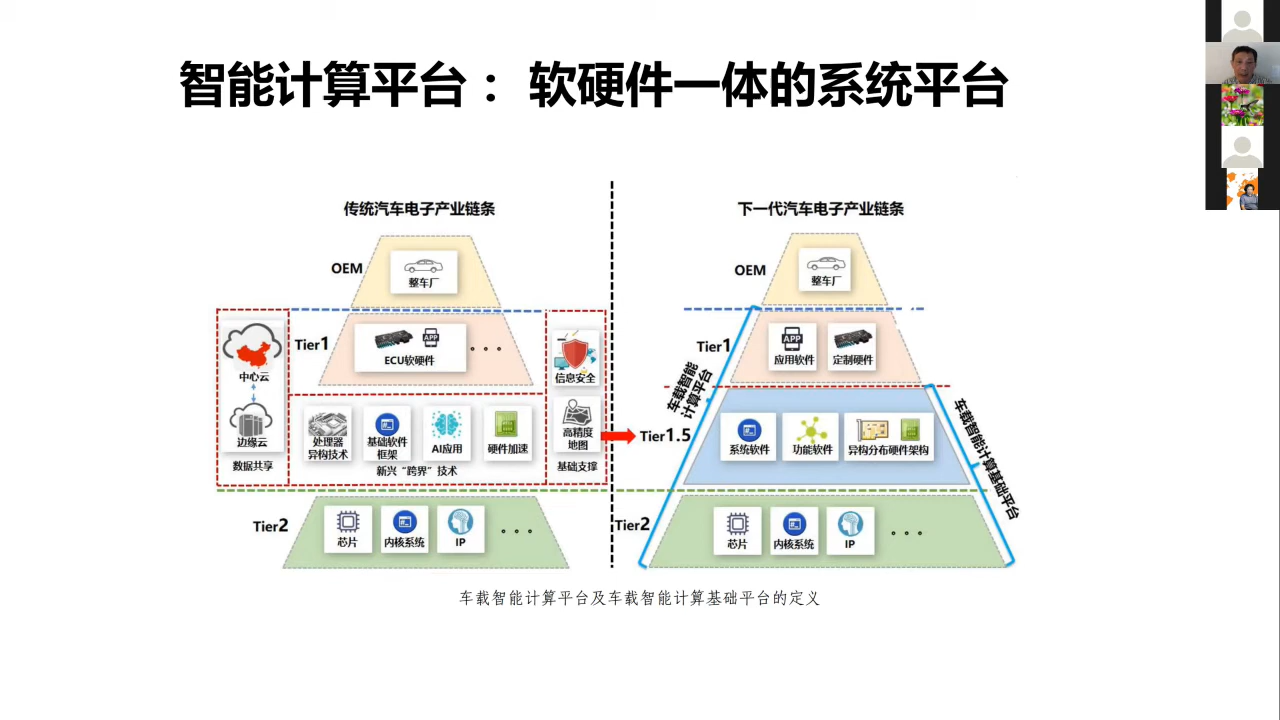 智能计算平台： 软硬件一体的系统平台
传统汽车电子产业链条
OEM
整车厂
Tier1
APP
ECU软硬件
中心云
边缘云
数据共享
信息安全
高精度
地图
基础支撑
处理器
异构技术
基础软件
框架
AI应用
硬件加速
新兴“跨界”技术
Tier2
芯片
内核系统
IP
下一代汽车电子产业链条
OEM
整车厂
Tier1
APP
应用软件
定制硬件
车载智能
计算平台
Tier1.5
系统软件
功能软件
异构分布硬件架构
车载智能计算基础平台
Tier2
芯片
内核系统
IP
车载智能计算平台及车载智能计算基础平台的定义